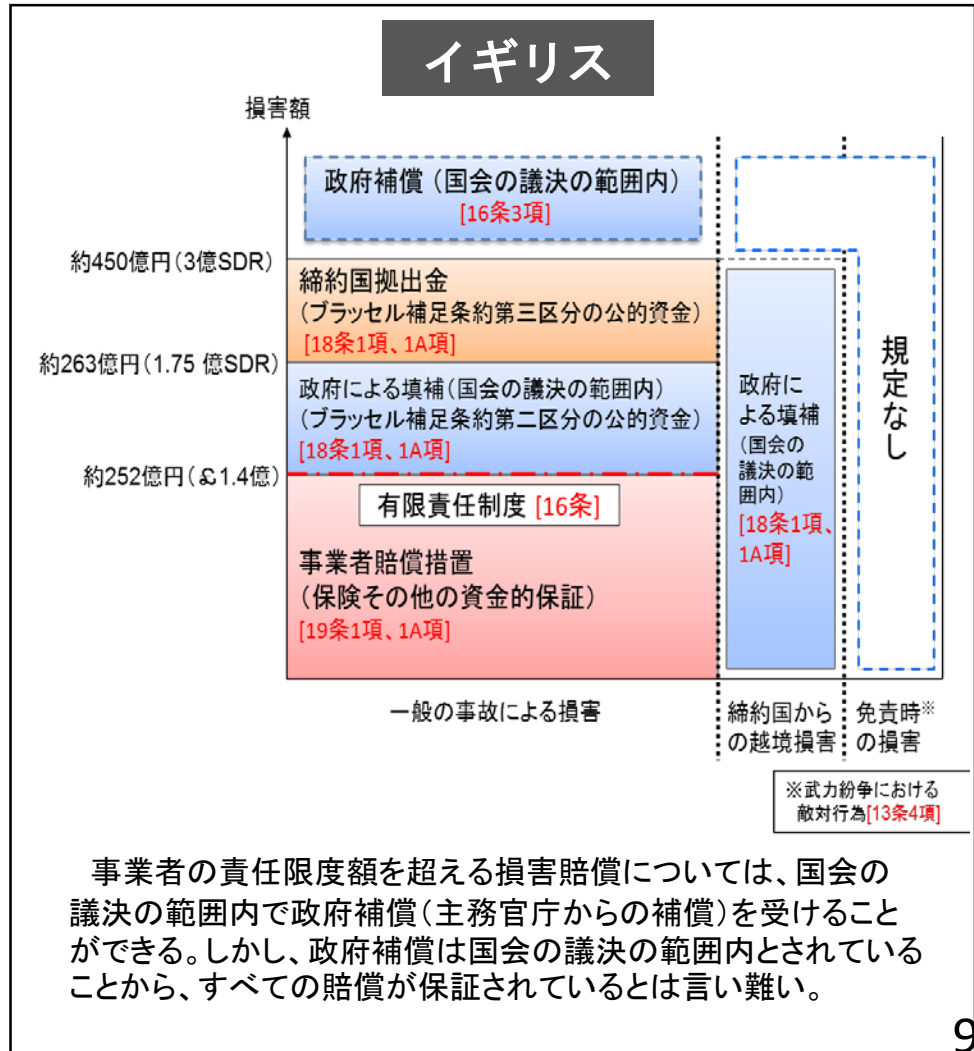 イギリス
損害額
政府補償（国会の議決の範囲内）
[16条3項]
約450億円（3億SDR）
締約国拠出金
（ブラッセル補足条約第三区分の公的資金）
[18条1項、1A項]
約263億円（1.75 億SDR）
政府による填補（国会の議決の範囲内）
（ブラッセル補足条約第二区分の公的資金）
[18条1項、1A項]
約252億円（￡1.4億）
有限責任制度 [16条]
事業者賠償措置
（保険その他の資金的保証）
[19条1項、1A項]
政府に
よる填補
（国会の
議決の範
囲内）
[18条1項、
1A項]
規定なし
一般の事故による損害
締約国から
の越境損害
免責時※
の損害
※武力紛争における
敵対行為[13条4項]
事業者の責任限度額を超える損害賠償については、国会の
議決の範囲内で政府補償（主務官庁からの補償）を受けること
ができる。しかし、政府補償は国会の議決の範囲内とされている
ことから、すべての賠償が保証されているとは言い難い。
9